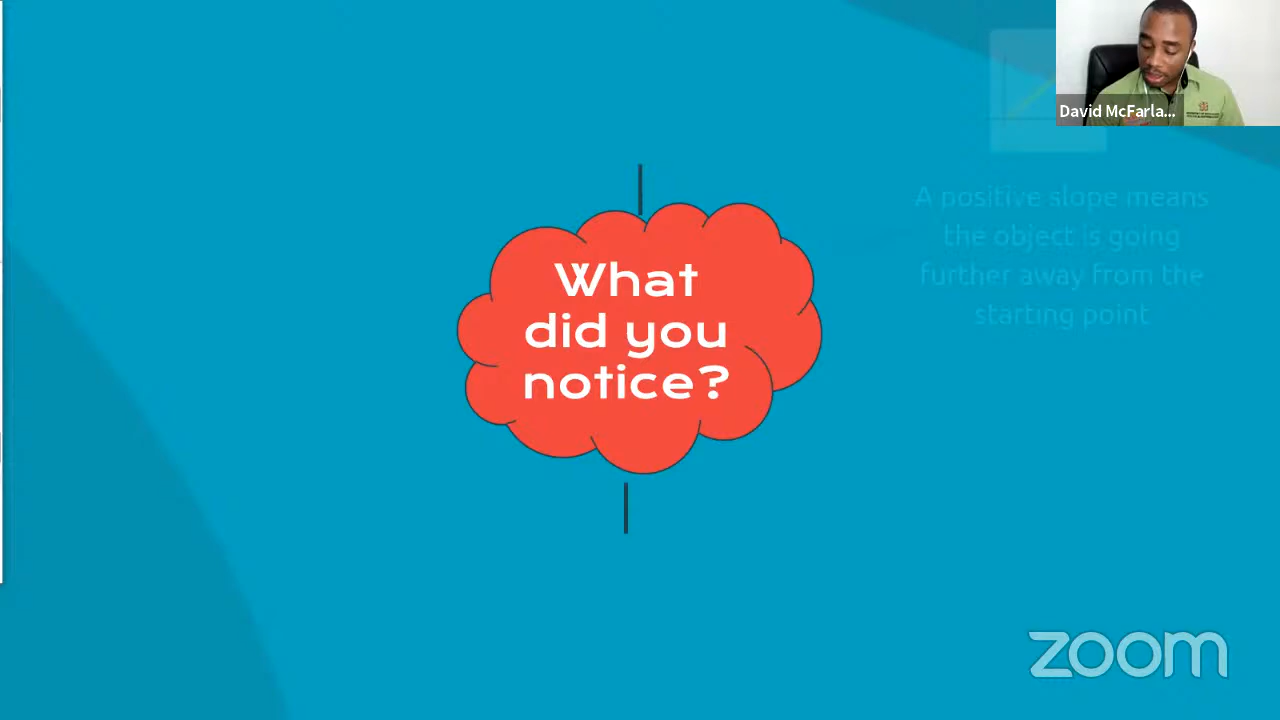 David McFarla...
A positive slope means
the object is going
further away from the
starting point
What
did you
notice?
zoom